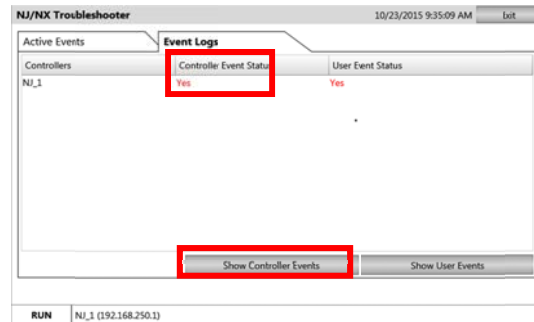 NJ/NX Troubleshooter 10/23/2015 9:35:09 AM Exit
Active Events Event Logs
Controllers Controller Event Status User Event Status
NJ_1 Yes Yes
Show Controller Events Show User Events
RUN NJ_1 (192.168.250.1)